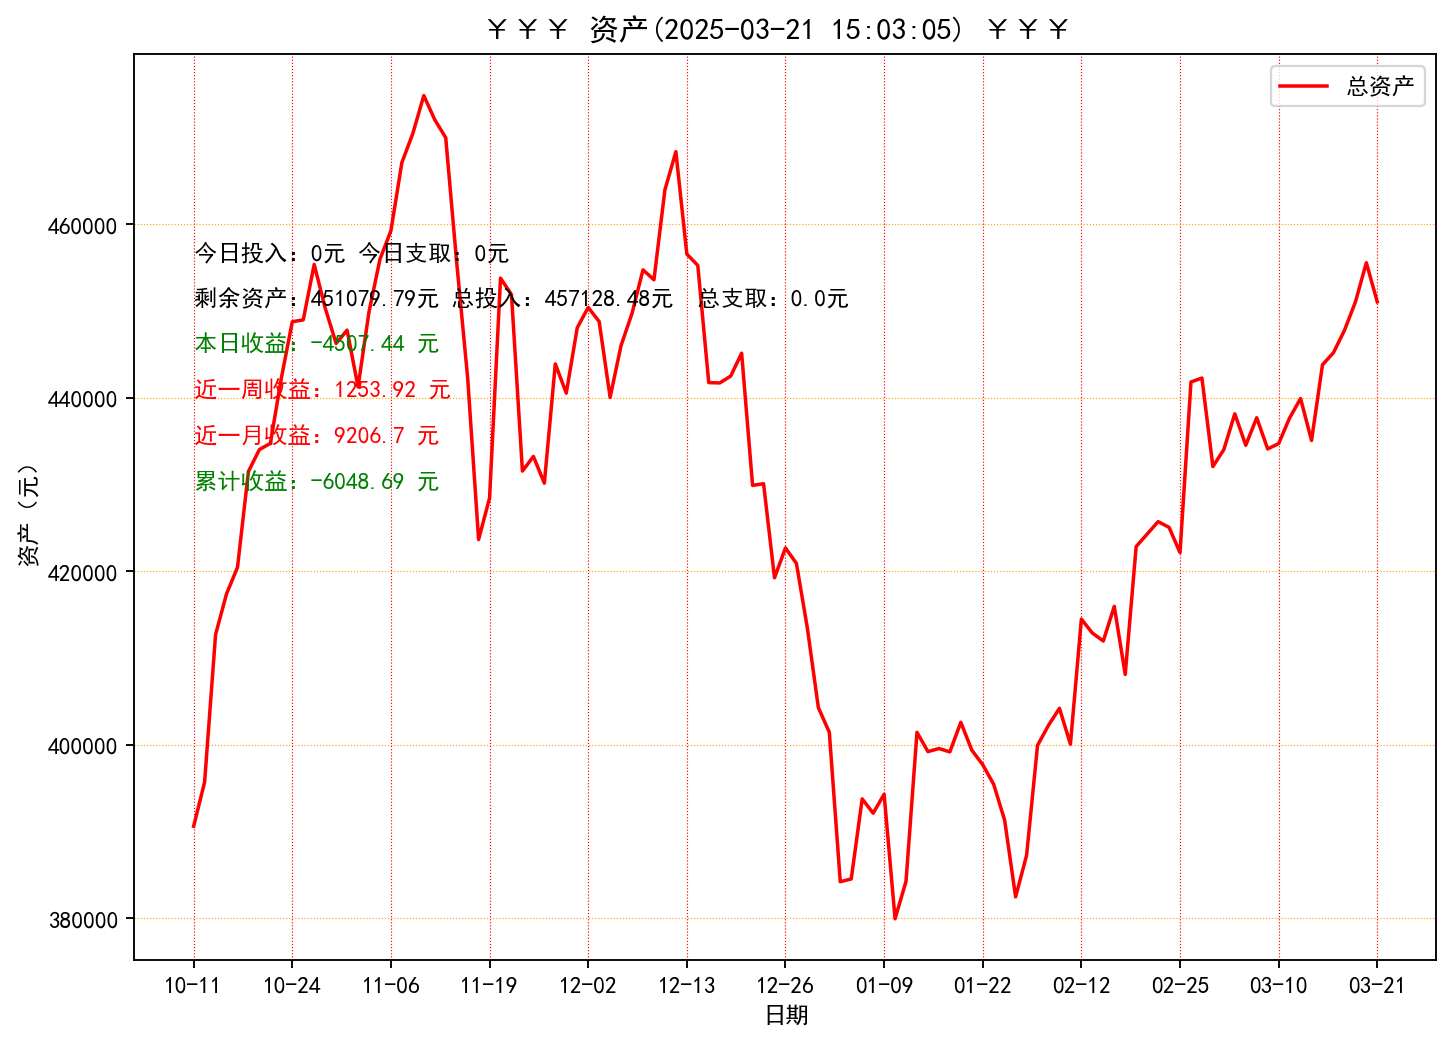 ￥￥￥ 资产(2025-03-21 15:03:05) ￥￥￥
总资产
460000
440000
420000
400000
380000
资产（元）
今日投入：0元 今日支取：0元
剩余资产：451079.79元 总投入：457128.48元 总支取：0.0元
本日收益：-4507.44 元
近一周收益：1253.92 元
近一月收益：9206.7 元
累计收益：-6048.69 元
10-11 10-24 11-06 11-19 12-02 12-13 12-26 01-09 01-22 02-12 02-25 03-10 03-21
日期